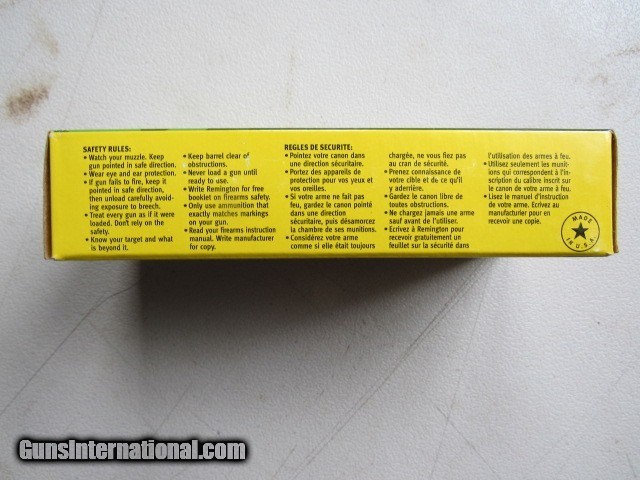 SAFETY RULES:
• Watch your muzzle. Keep
gun pointed in safe direction.
• Wear eye and ear protection.
• If gun fails to fire, keep it
pointed in safe direction,
then unload carefully avoid-
ing exposure to breech.
• Treat every gun as if it were
loaded. Don't rely on the
safety.
• Know your target and what
is beyond it.
• Keep barrel clear of
obstructions.
• Never load a gun until
ready to use.
• Write Remington for free
booklet on firearms safety.
• Only use ammunition that
exactly matches markings
on your gun.
• Read your firearms instruction
manual. Write manufacturer
for copy.
REGLES DE SECURITE:
• Pointez votre canon dans
une direction sécuritaire.
• Portez des appareils de
protection pour vos yeux et
vos oreilles.
• Si votre arme ne fait pas
feu, gardez le canon pointé
dans une direction
sécuritaire, puis désamorcez
la chambre de ses munitions.
• Considérez votre arme
comme si elle était toujours
chargée, ne vous fiez pas
au cran de sécurité.
• Prenez connaissance de
votre cible et de ce qu'il
y aderrière.
• Gardez le canon libre de
toutes obstructions.
• Ne chargez jamais une arme
sauf avant de l'utiliser.
• Ecrivez à Remington pour
recevoir gratuitement un
feuillet sur la sécurité dans
l'utilisation des armes à feu.
• Utilisez seulement les muniti-
ons qui correspondent à l'in-
scription du calibre inscrit sur
le canon de votre arme à feu.
• Lisez le manuel d'instruction
de votre arme. Ecrivez au
manufacturier pour en
recevoir une copie.
MADE
IN U.S.A.
GunsInternational.com